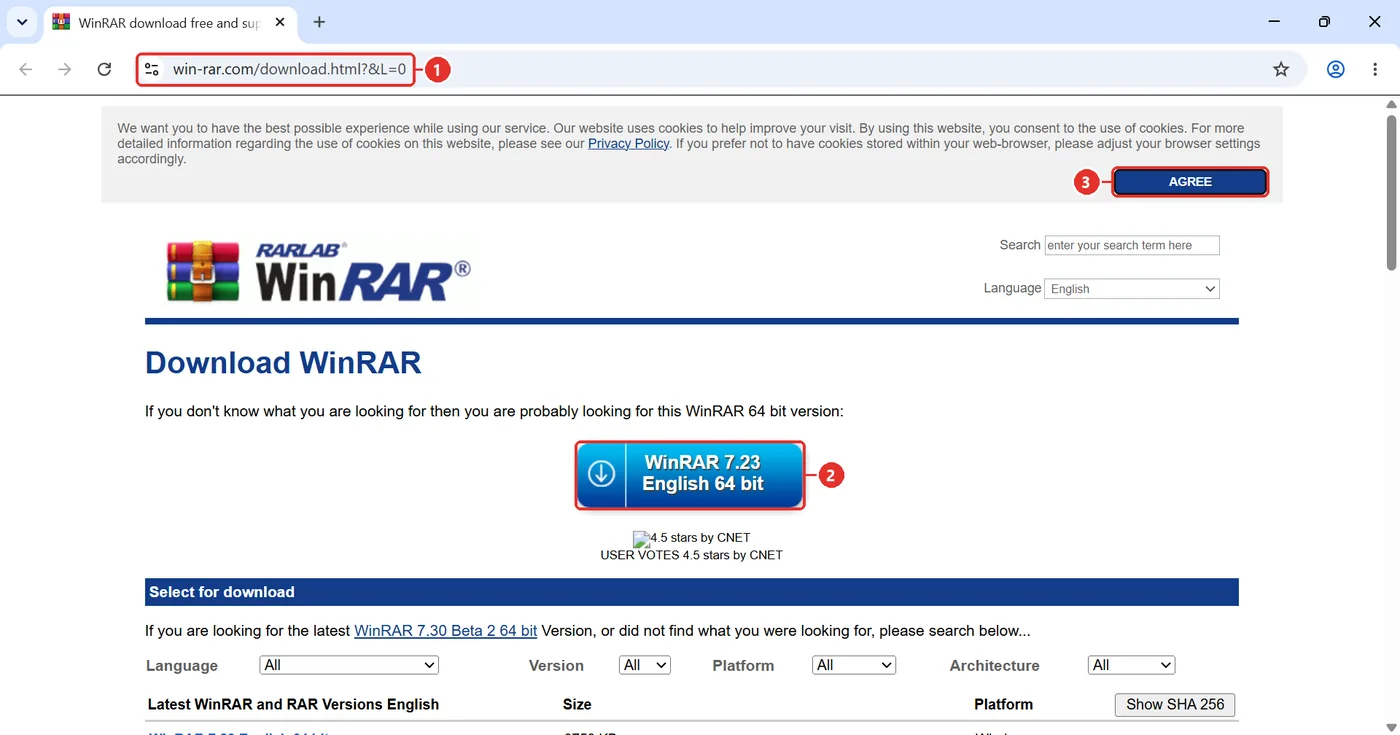 WinRAR download free and sup
win-rar.com/download.html?&L=0
1
We want you to have the best possible experience while using our service. Our website uses cookies to help improve your visit. By using this website, you consent to the use of cookies. For more
detailed information regarding the use of cookies on this website, please see our Privacy Policy. If you prefer not to have cookies stored within your web-browser, please adjust your browser settings
accordingly.
3 AGREE
RARLAB®
WinRAR®
Search enter your search term here
Language English
Download WinRAR
If you don't know what you are looking for then you are probably looking for this WinRAR 64 bit version:
WinRAR 7.23
English 64 bit
2
4.5 stars by CNET
USER VOTES 4.5 stars by CNET
Select for download
If you are looking for the latest WinRAR 7.30 Beta 2 64 bit Version, or did not find what you were looking for, please search below...
Language All Version All Platform All Architecture All
Latest WinRAR and RAR Versions English Size Platform Show SHA 256